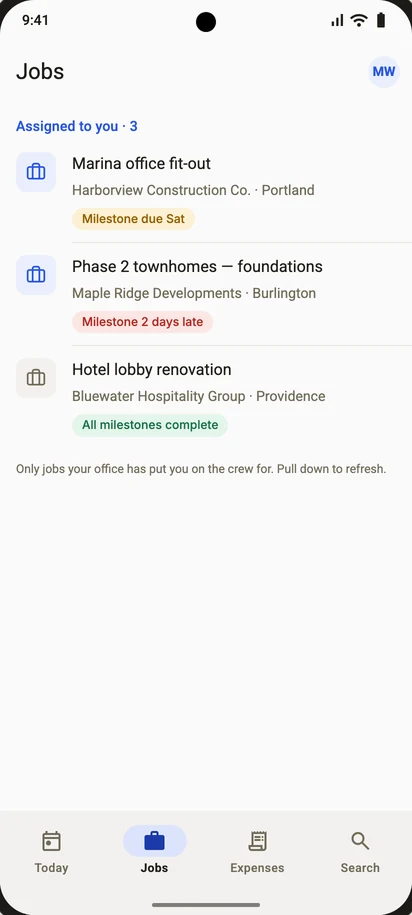 9:41
Jobs
MW
Assigned to you · 3
Marina office fit-out
Harborview Construction Co. · Portland
Milestone due Sat
Phase 2 townhomes — foundations
Maple Ridge Developments · Burlington
Milestone 2 days late
Hotel lobby renovation
Bluewater Hospitality Group · Providence
All milestones complete
Only jobs your office has put you on the crew for. Pull down to refresh.
Today
Jobs
Expenses
Search